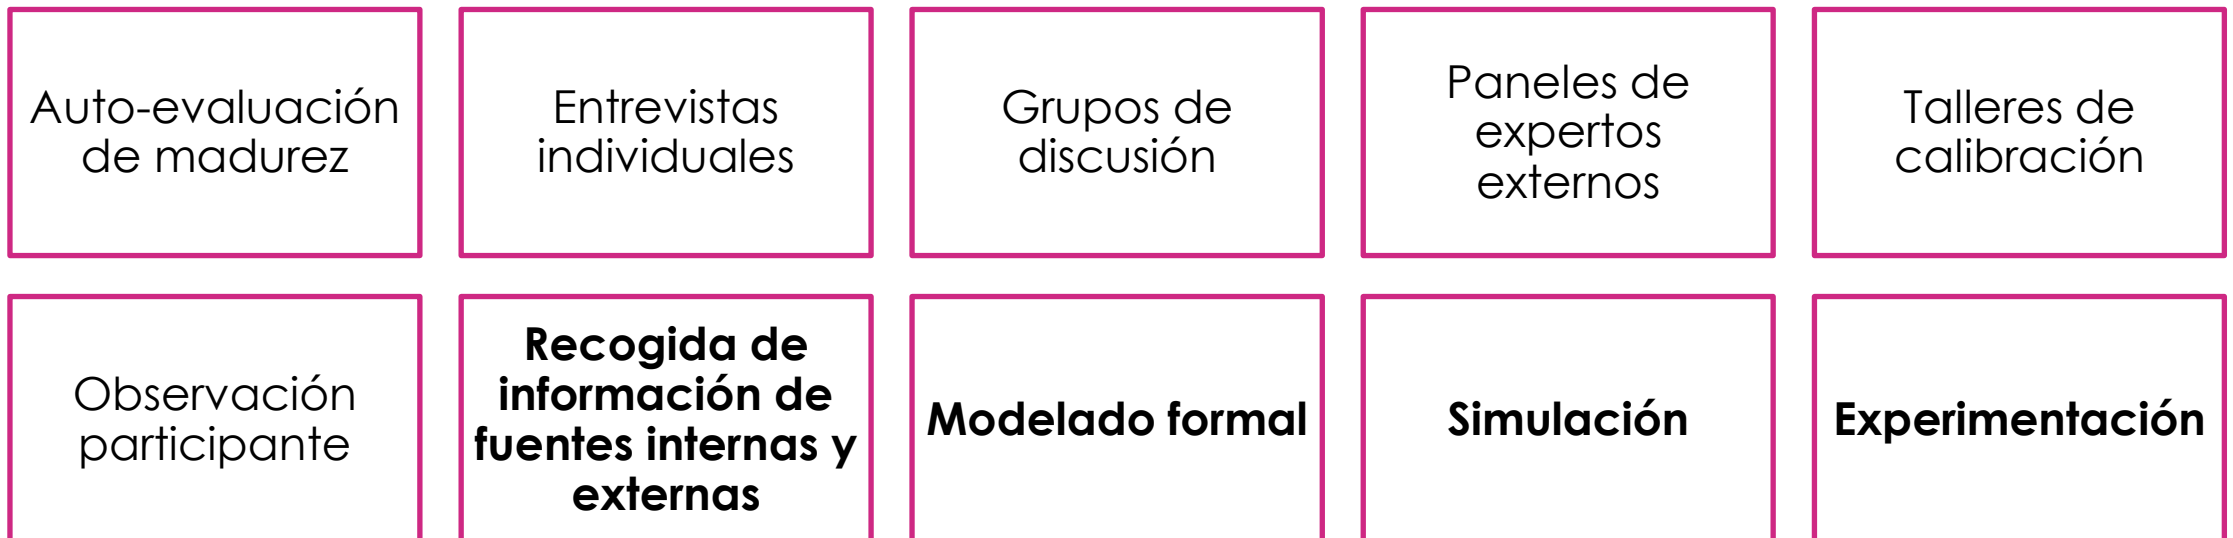 Auto-evaluación
de madurez
Entrevistas
individuales
Grupos de
discusión
Paneles de
expertos
externos
Talleres de
calibración
Observación
participante
Recogida de
información de
fuentes internas y
externas
Modelado formal
Simulación
Experimentación